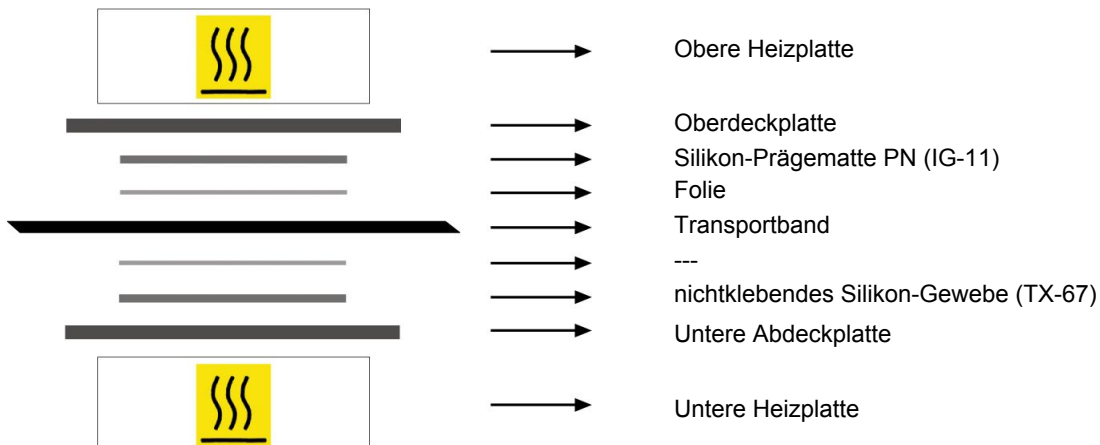 Obere Heizplatte
Oberdeckplatte
Silikon-Prägematte PN (IG-11)
Folie
Transportband
---
nichtklebendes Silikon-Gewebe (TX-67)
Untere Abdeckplatte
Untere Heizplatte